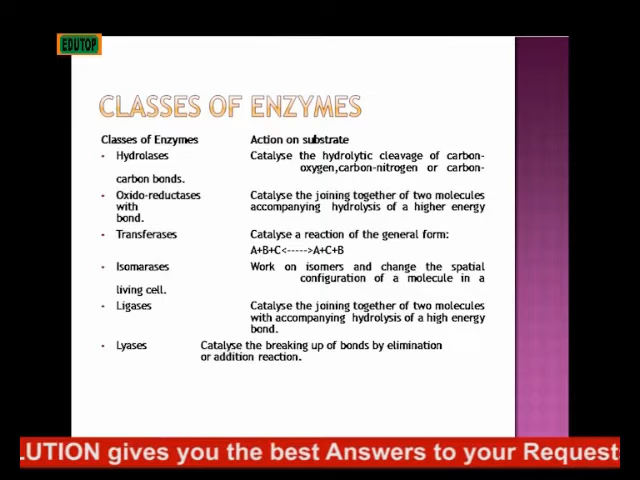 EDUTOP
CLASSES OF ENZYMES
Classes of Enzymes Action on substrate
- Hydrolases Catalyse the hydrolytic cleavage of carbon-
oxygen,carbon-nitrogen or carbon-
carbon bonds.
- Oxido-reductases Catalyse the joining together of two molecules
with accompanying hydrolysis of a higher energy
bond.
- Transferases Catalyse a reaction of the general form:
A+B+C<----->A+C+B
- Isomarases Work on isomers and change the spatial
configuration of a molecule in a
living cell.
- Ligases Catalyse the joining together of two molecules
with accompanying hydrolysis of a high energy
bond.
- Lyases Catalyse the breaking up of bonds by elimination
or addition reaction.
LUTION gives you the best Answers to your Request